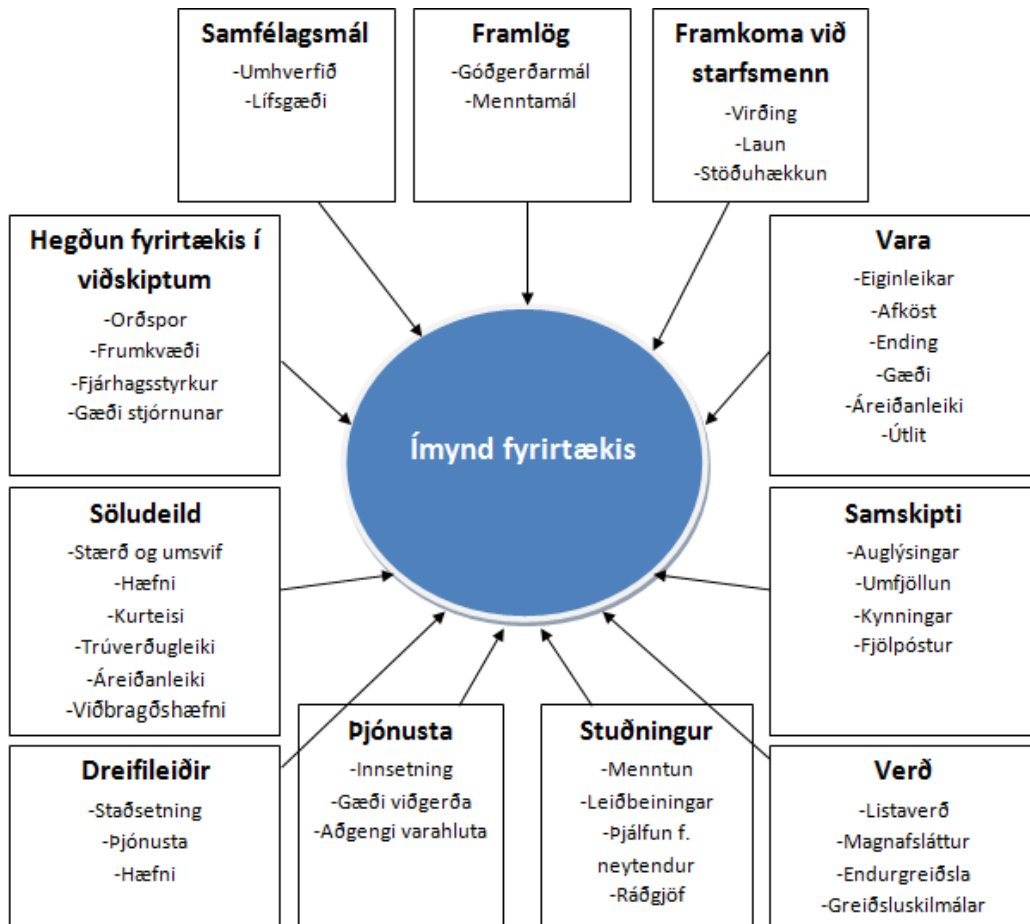 Samfélagsmál
-Umhverfið
-Lífsgæði
Framlög
-Góðgerðarmál
-Menntamál
Framkoma við
starfsmenn
-Virðing
-Laun
-Stöðuhækkun
Hegðun fyrirtækis í
viðskiptum
-Orðspor
-Frumkvæði
-Fjárhagsstyrkur
-Gæði stjórnunar
Vara
-Eiginleikar
-Afköst
-Ending
-Gæði
-Áreiðanleiki
-Útlit
Ímynd fyrirtækis
Söludeild
-Stærð og umsvif
-Hæfni
-Kurteisi
-Trúverðugleiki
-Áreiðanleiki
-Viðbragðshæfni
Samskipti
-Auglýsingar
-Umfjöllun
-Kynningar
-Fjölpóstur
Dreifileiðir
-Staðsetning
-Þjónusta
-Hæfni
Þjónusta
-Innsetning
-Gæði viðgerða
-Aðgengi varahluta
Stuðningur
-Menntun
-Leiðbeiningar
-Þjálfun f.
neytendur
-Ráðgjöf
Verð
-Listaverð
-Magnafsláttur
-Endurgreiðsla
-Greiðsluskilmálar